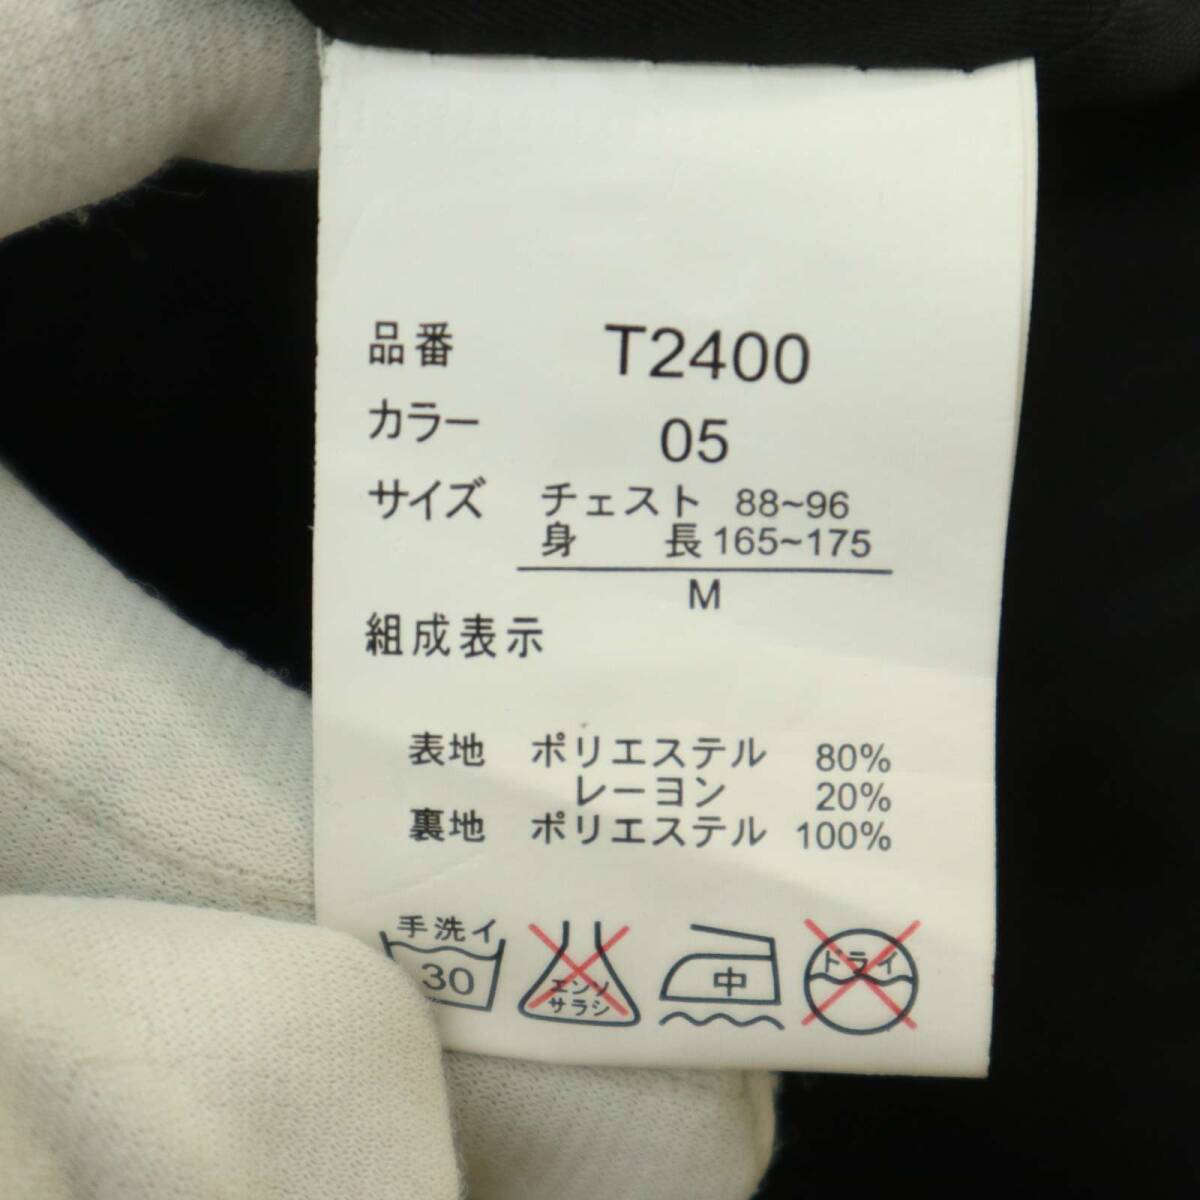 品番 T2400
カラー 05
サイズ チェスト 88~96
身 長 165~175
M
組成表示
表地 ポリエステル 80%
レーヨン 20%
裏地 ポリエステル 100%
手洗イ
30
エンソ
サラシ
中
ドライ